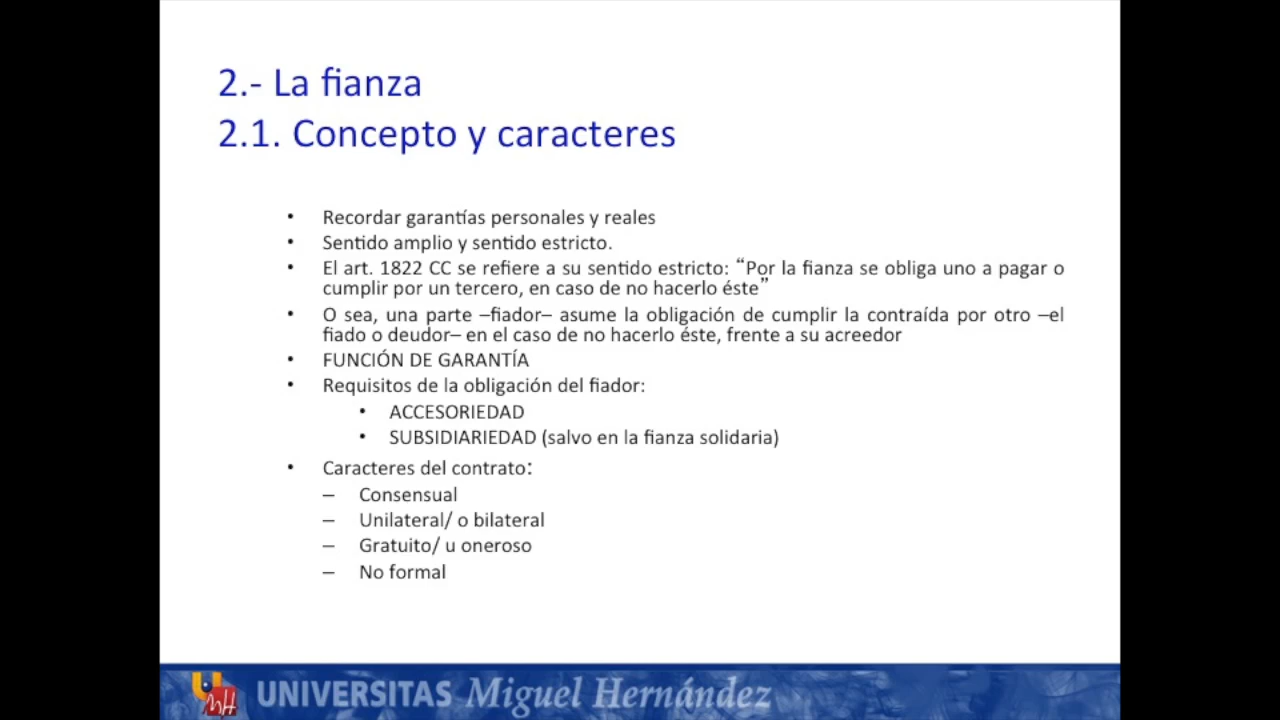 2.- La fianza
2.1. Concepto y caracteres
• Recordar garantías personales y reales
• Sentido amplio y sentido estricto.
• El art. 1822 CC se refiere a su sentido estricto: “Por la fianza se obliga uno a pagar o
cumplir por un tercero, en caso de no hacerlo éste”
• O sea, una parte –fiador– asume la obligación de cumplir la contraída por otro –el
fiado o deudor– en el caso de no hacerlo éste, frente a su acreedor
• FUNCIÓN DE GARANTÍA
• Requisitos de la obligación del fiador:
• ACCESORIEDAD
• SUBSIDIARIEDAD (salvo en la fianza solidaria)
• Caracteres del contrato:
– Consensual
– Unilateral/ o bilateral
– Gratuito/ u oneroso
– No formal
UNIVERSITAS Miguel Hernández